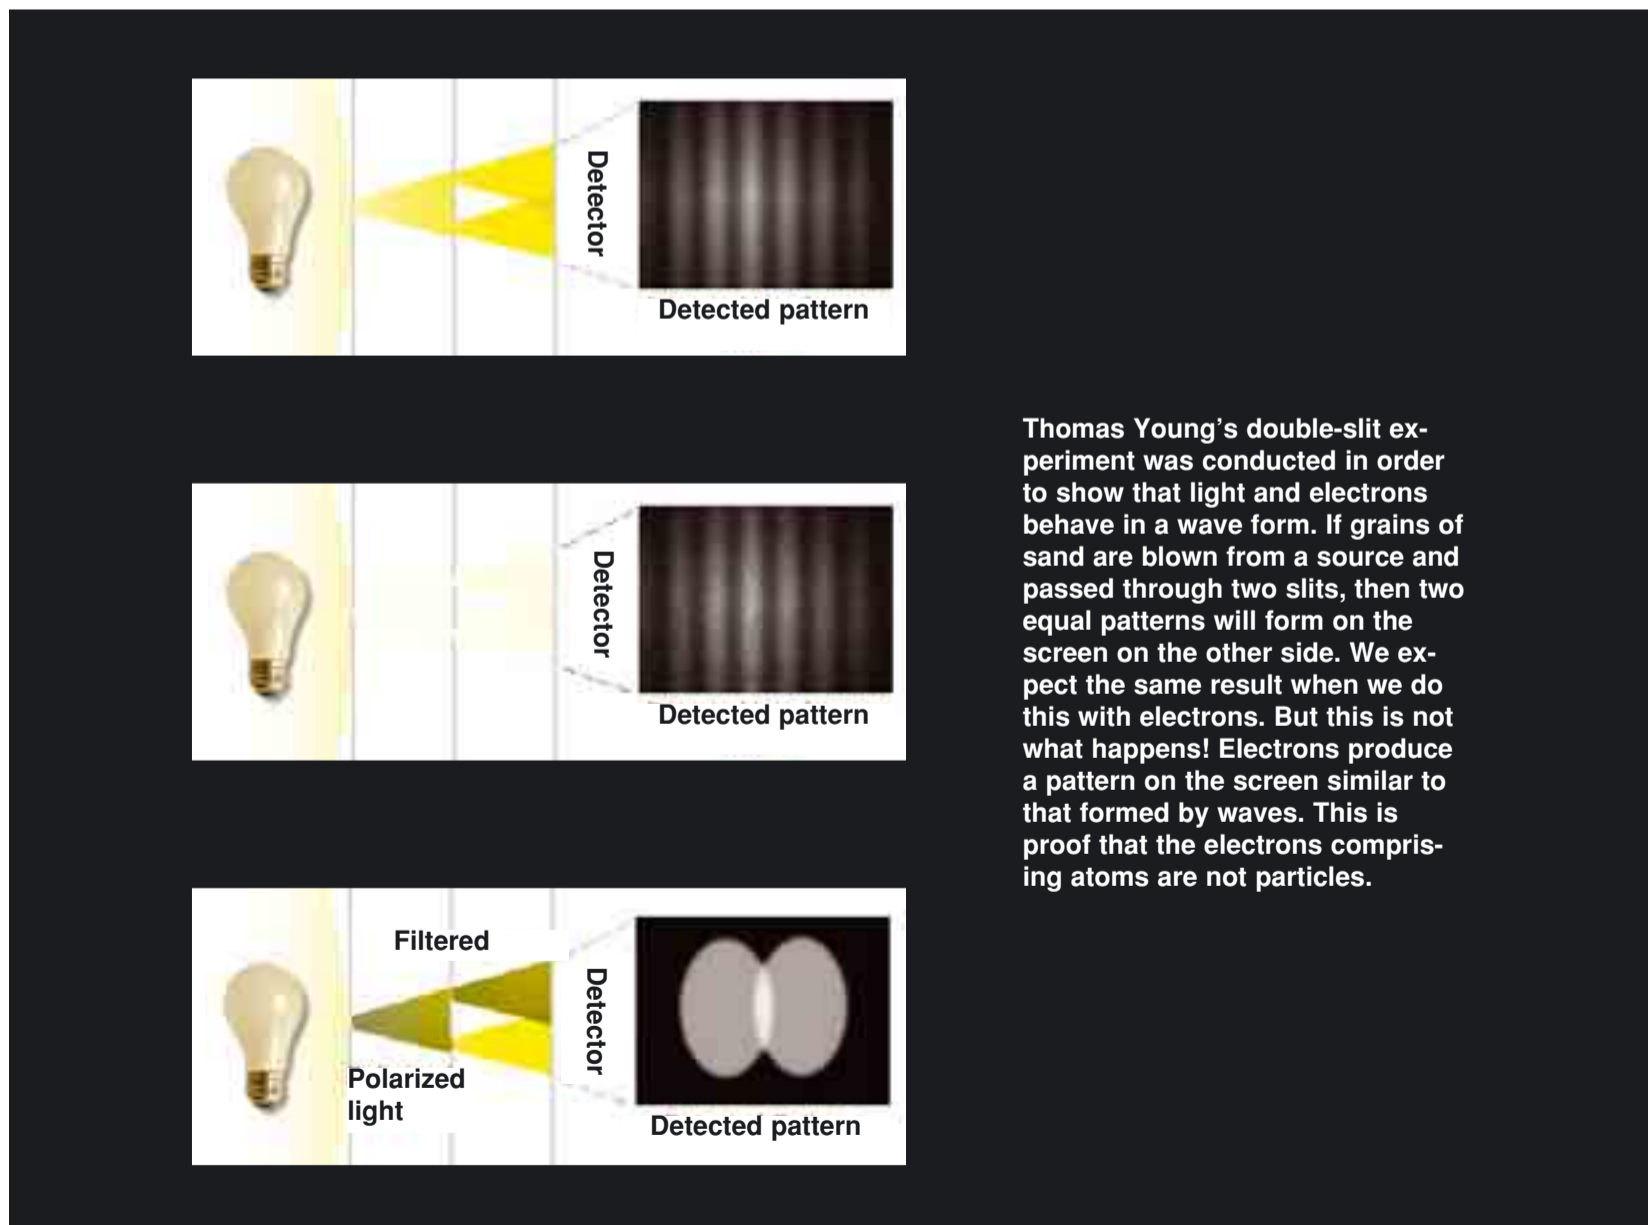 Detector
Detected pattern
Detector
Detected pattern
Filtered
Polarized
light
Detector
Detected pattern
Thomas Young’s double-slit ex-
periment was conducted in order
to show that light and electrons
behave in a wave form. If grains of
sand are blown from a source and
passed through two slits, then two
equal patterns will form on the
screen on the other side. We ex-
pect the same result when we do
this with electrons. But this is not
what happens! Electrons produce
a pattern on the screen similar to
that formed by waves. This is
proof that the electrons compris-
ing atoms are not particles.